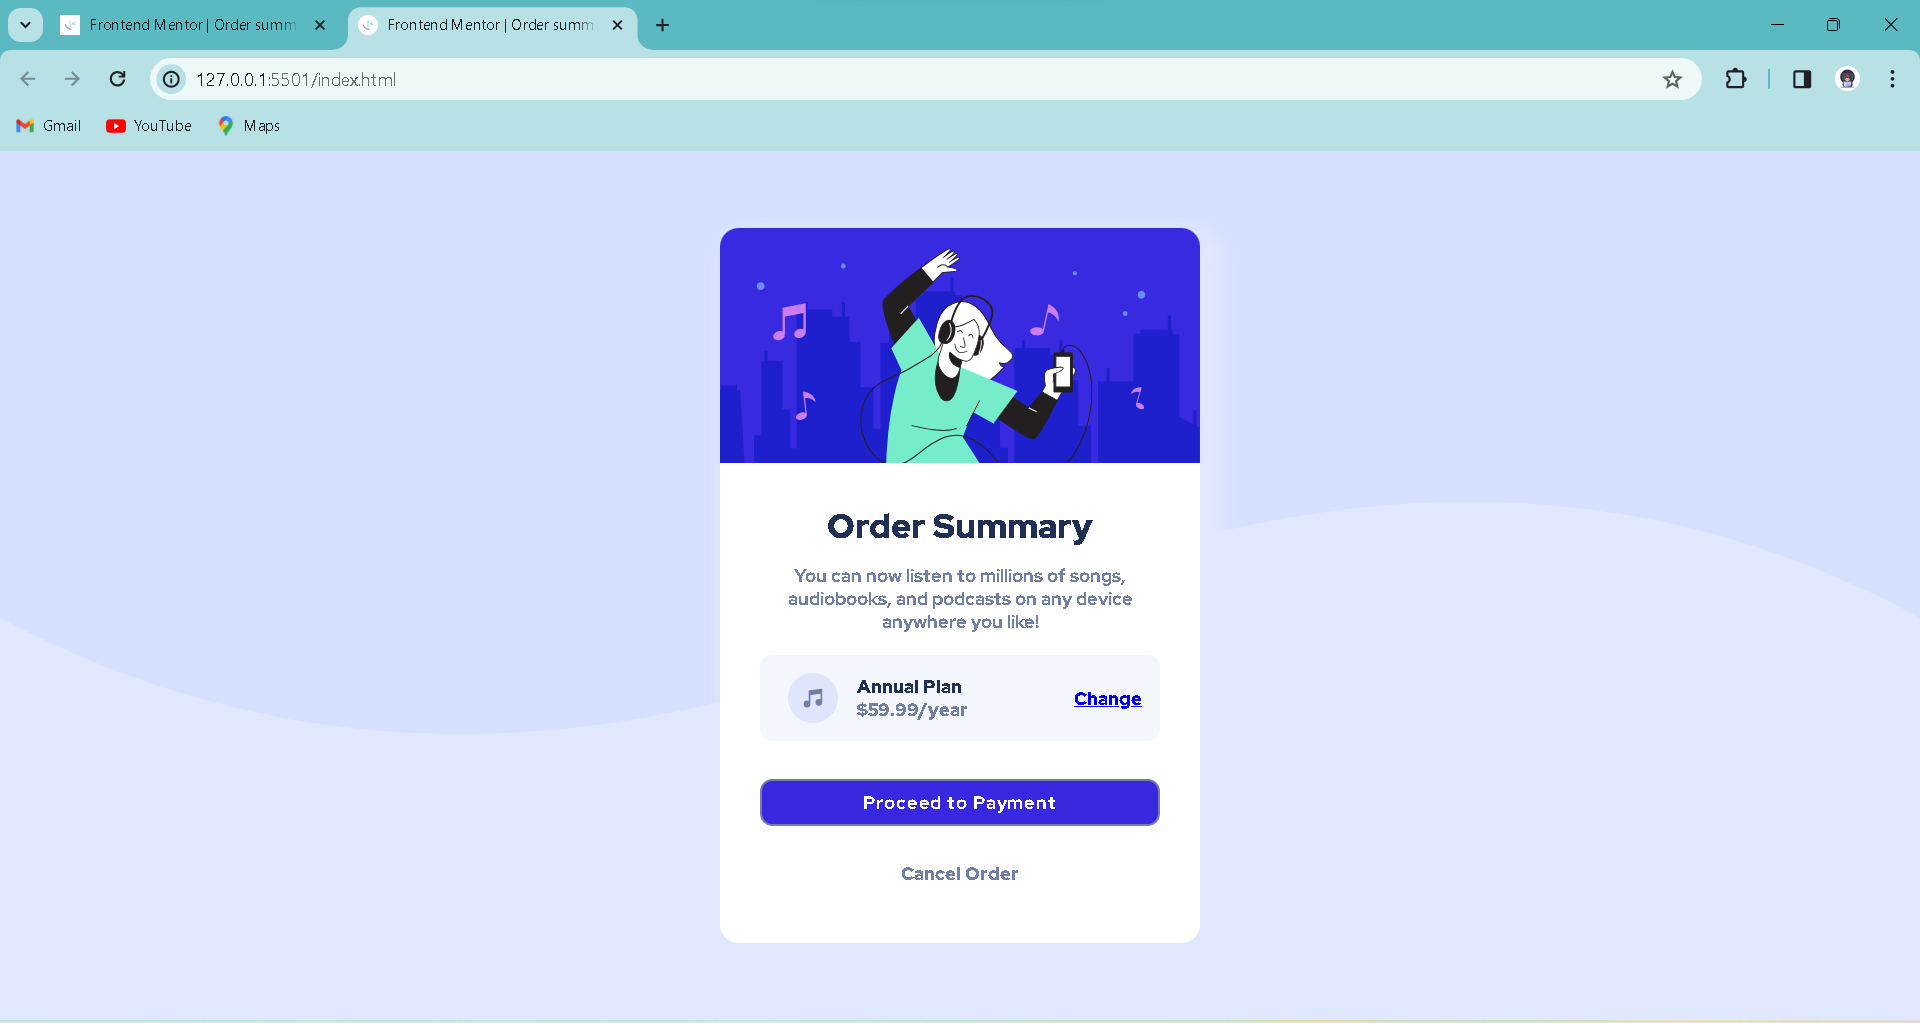 Frontend Mentor | Order summ
Frontend Mentor | Order summ
127.0.0.1:5501/index.html
Gmail
YouTube
Maps
Order Summary
You can now listen to millions of songs,
audiobooks, and podcasts on any device
anywhere you like!
Annual Plan
$59.99/year
Change
Proceed to Payment
Cancel Order